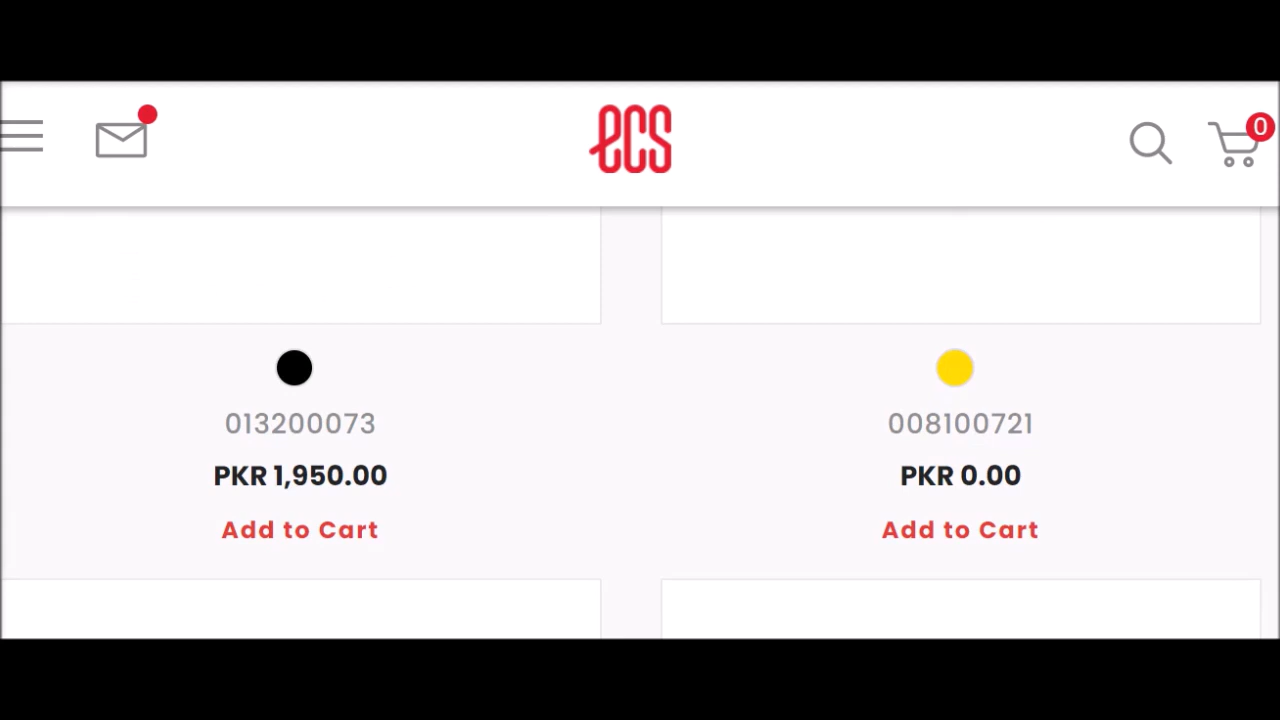 ecs
0
013200073
PKR 1,950.00
Add to Cart
008100721
PKR 0.00
Add to Cart